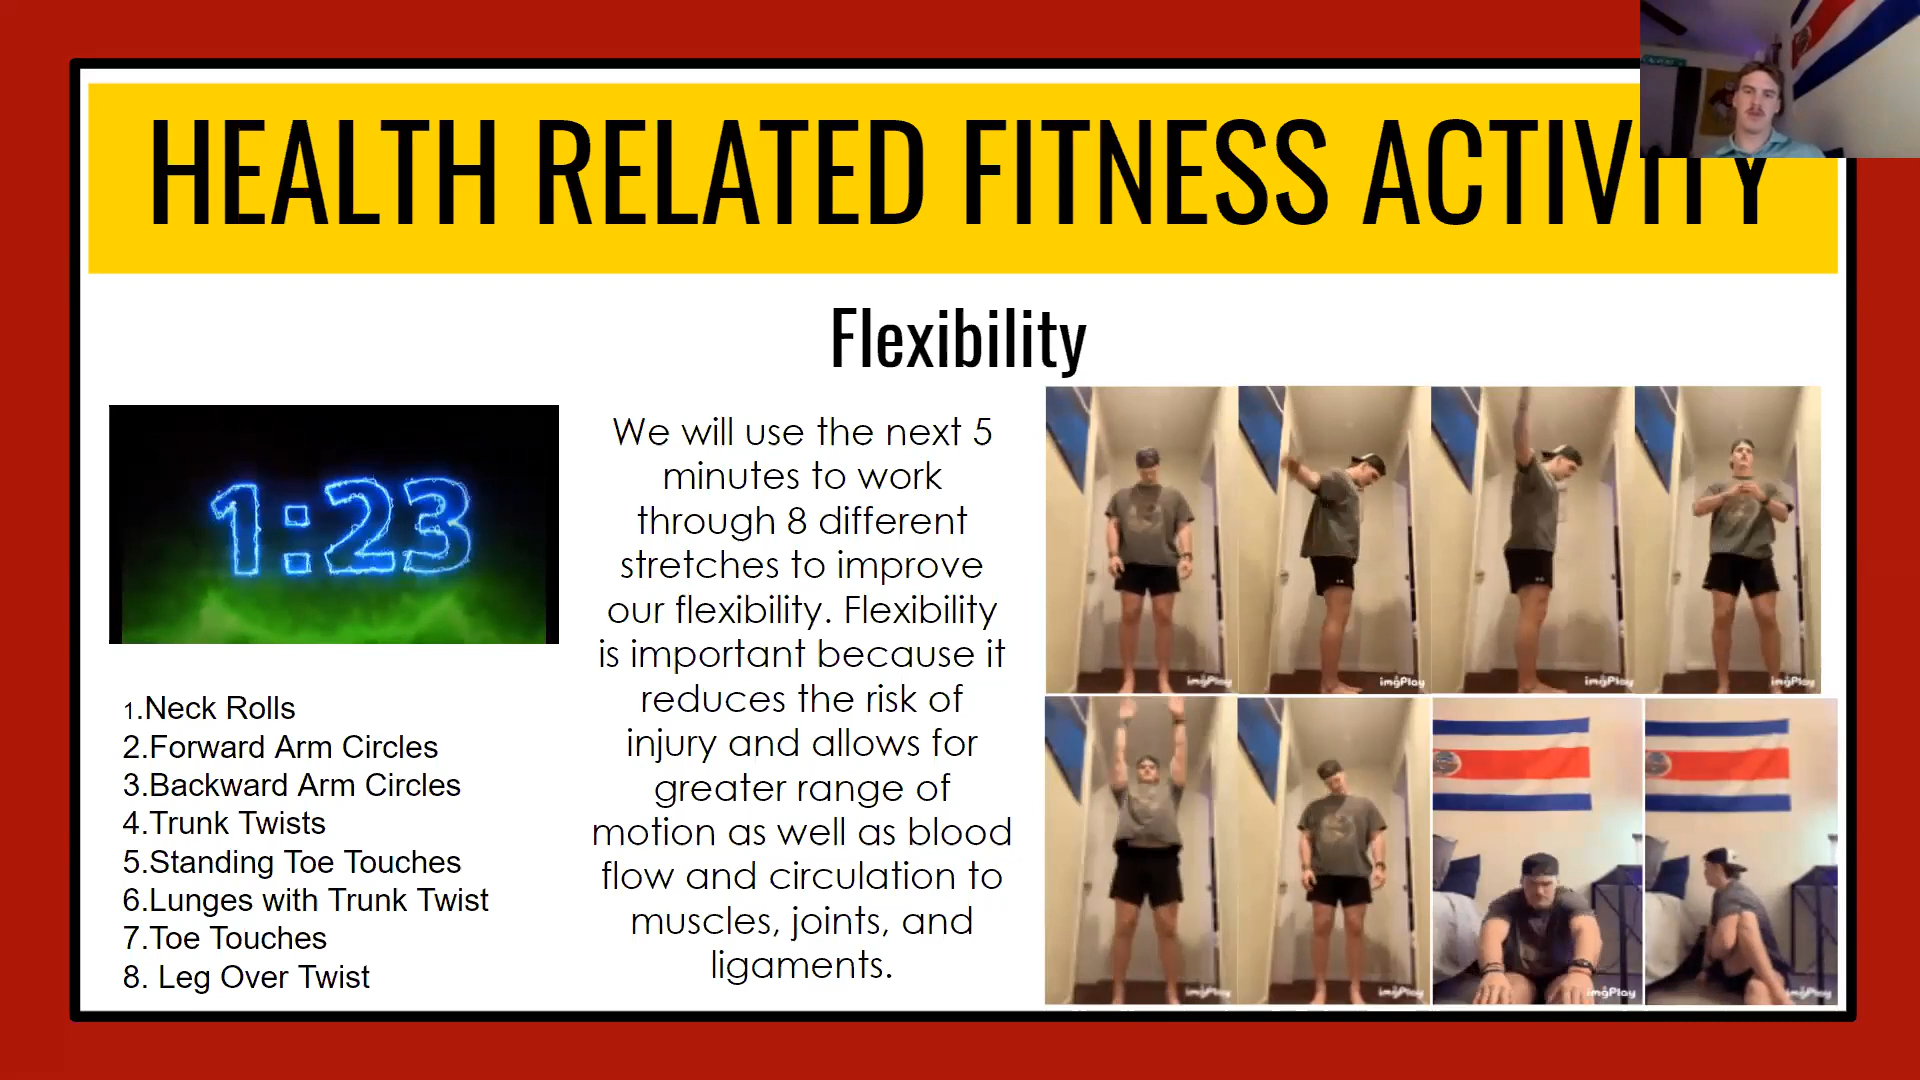 HEALTH RELATED FITNESS ACTIVITY
Flexibility
1:23
1.Neck Rolls
2.Forward Arm Circles
3.Backward Arm Circles
4.Trunk Twists
5.Standing Toe Touches
6.Lunges with Trunk Twist
7.Toe Touches
8. Leg Over Twist
We will use the next 5
minutes to work
through 8 different
stretches to improve
our flexibility. Flexibility
is important because it
reduces the risk of
injury and allows for
greater range of
motion as well as blood
flow and circulation to
muscles, joints, and
ligaments.
imgPlay
imgPlay
imgPlay
imgPlay
imgPlay
imgPlay
imgPlay
imgPlay